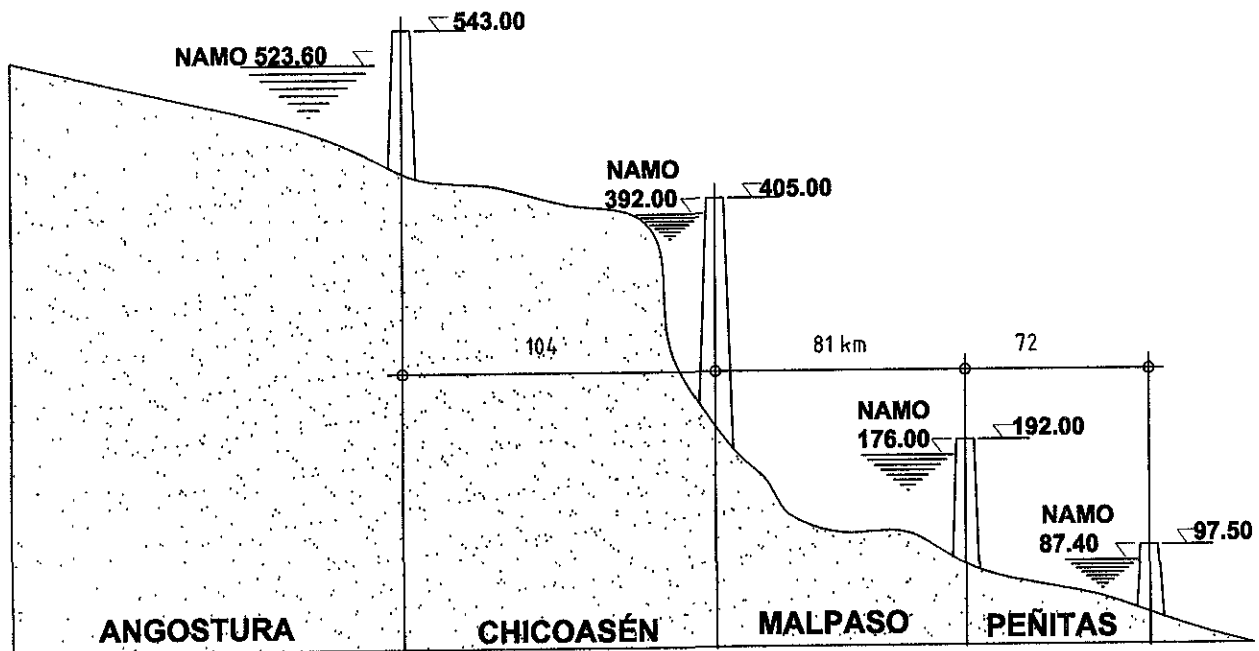 543.00
NAMO 523.60
NAMO
392.00
405.00
104
81 km
72
NAMO
176.00
192.00
NAMO
87.40
97.50
ANGOSTURA
CHICOASÉN
MALPASO
PEÑITAS